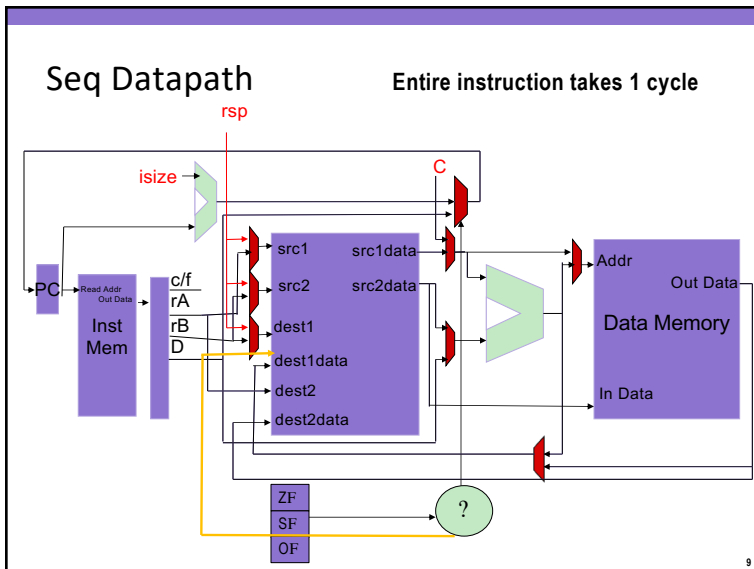 Seq Datapath
Entire instruction takes 1 cycle
rsp
C
isize
PC
Read Addr
Out Data
Inst
Mem
c/f
rA
rB
D
src1
src2
dest1
dest1data
dest2
dest2data
src1data
src2data
Addr
Out Data
Data Memory
In Data
ZF
SF
OF
?
9